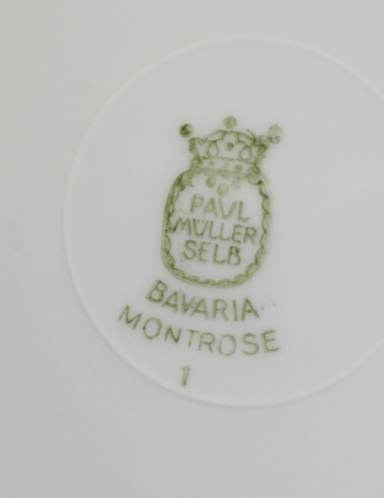 PAUL
MÜLLER
SELB
BAVARIA
MONTROSE
1